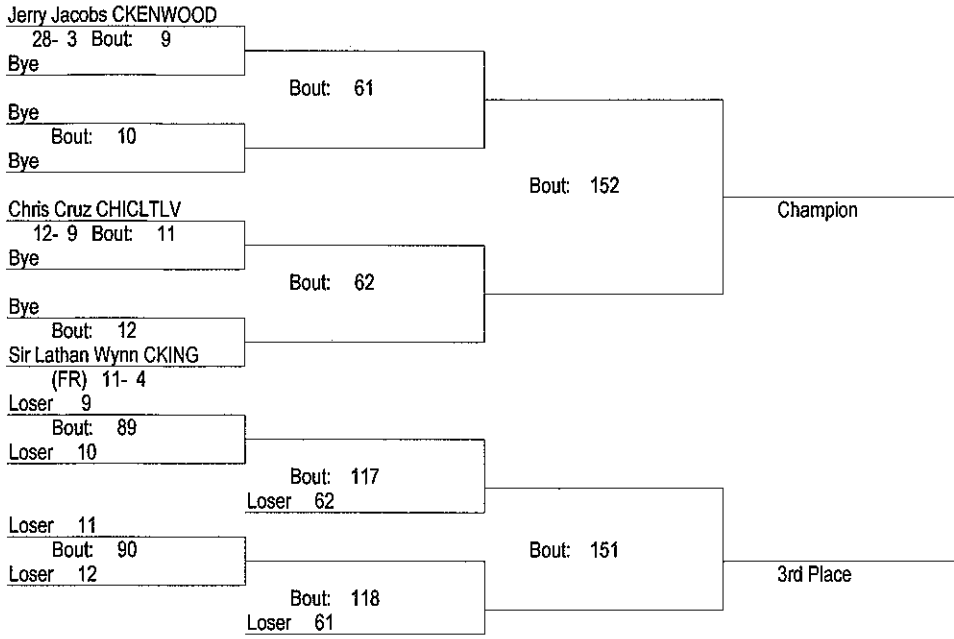 Jerry Jacobs CKENWOOD
28- 3 Bout: 9
Bye
Bout: 61
Bye
Bout: 10
Bye
Bout: 152
Champion
Chris Cruz CHICLTLV
12- 9 Bout: 11
Bye
Bout: 62
Bye
Bout: 12
Sir Lathan Wynn CKING
(FR) 11- 4
Loser 9
Bout: 89
Loser 10
Bout: 117
Loser 62
Loser 11
Bout: 90
Loser 12
Bout: 151
3rd Place
Bout: 118
Loser 61